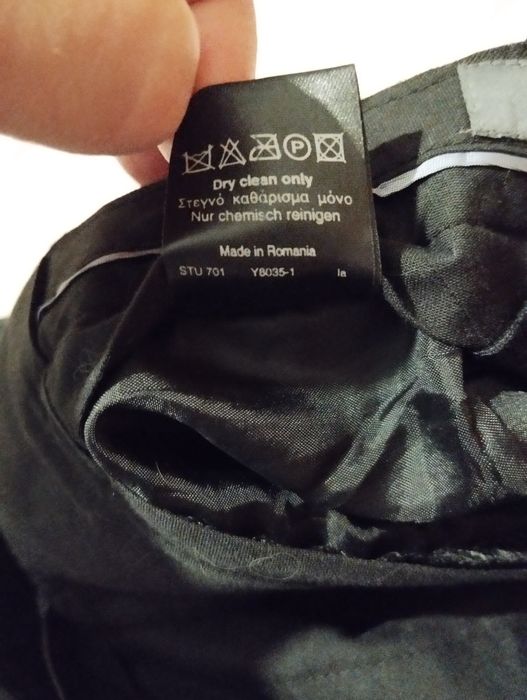 P
Dry clean only
Στεγνό καθάρισμα μόνο
Nur chemisch reinigen
Made in Romania
STU 701 Y8035-1 la